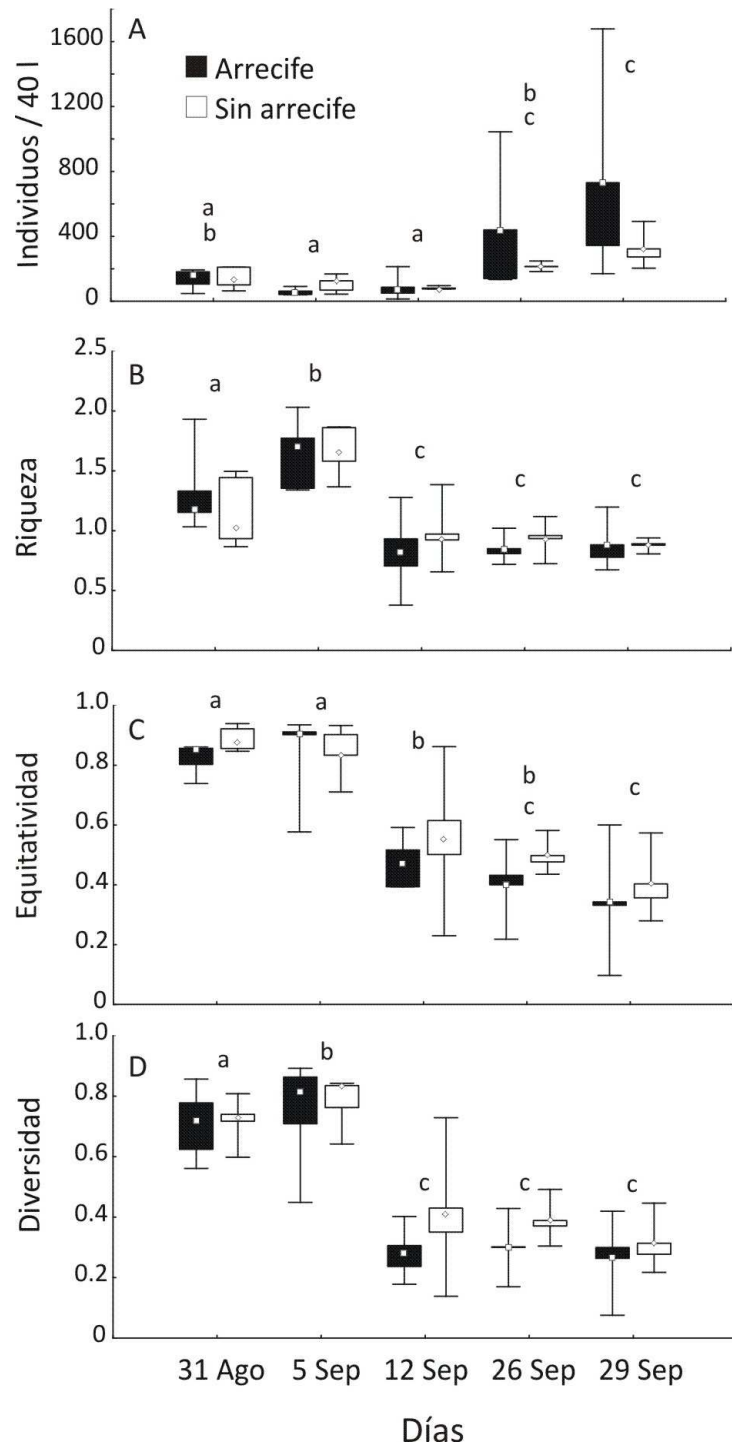 A
Individuos / 40 l
1600
1200
800
400
0
Arrecife
Sin arrecife
a
b
a
a
b
c
c
B
Riqueza
2.5
2.0
1.5
1.0
0.5
0
a
b
c
c
c
C
Equitatividad
1.0
0.8
0.6
0.4
0.2
0
a
a
b
b
c
c
D
Diversidad
1.0
0.8
0.6
0.4
0.2
0
a
b
c
c
c
31 Ago
5 Sep
12 Sep
26 Sep
29 Sep
Días